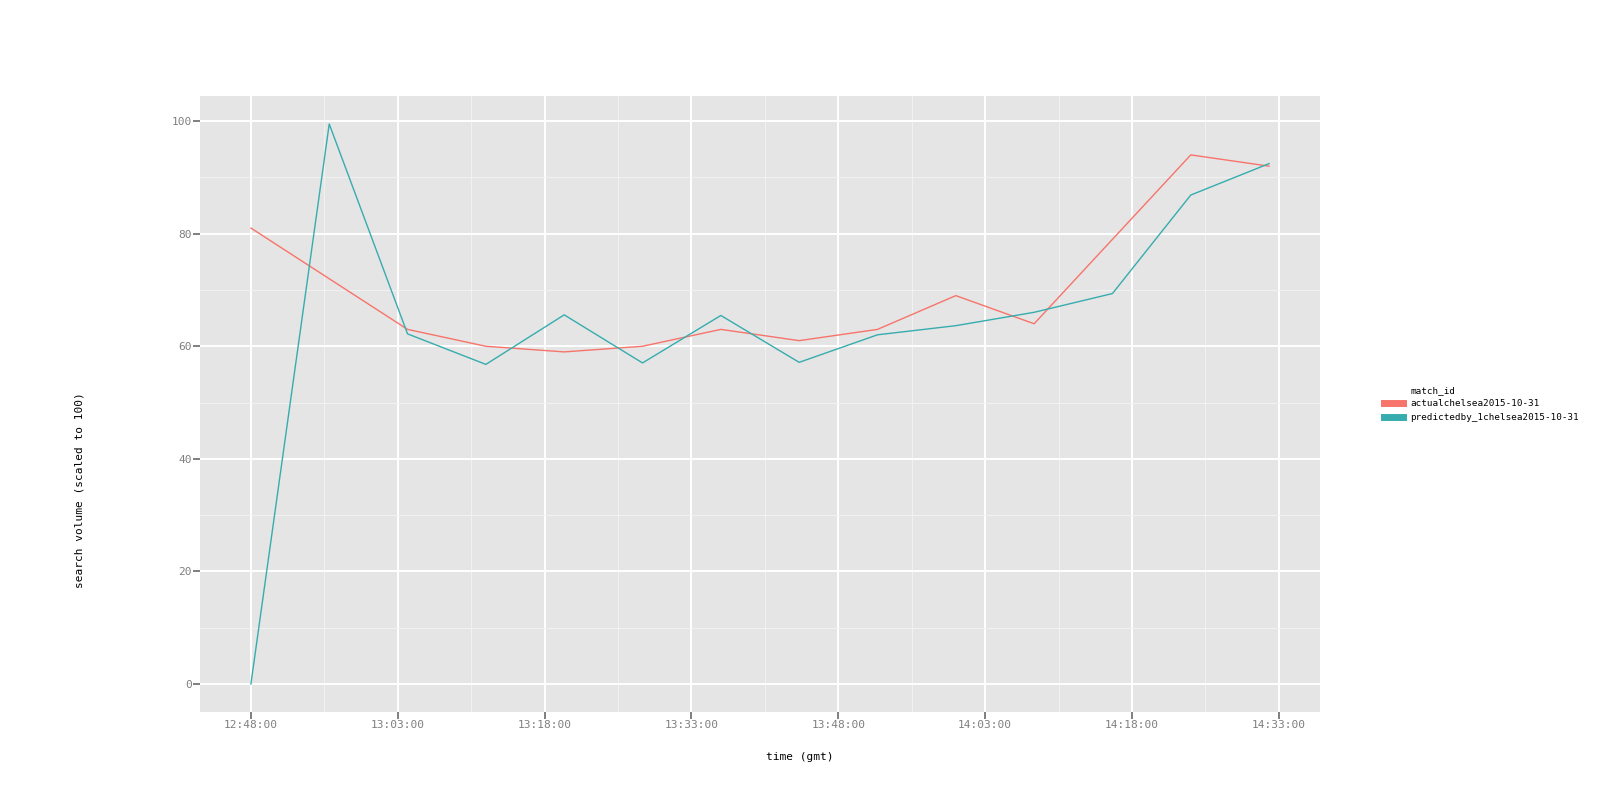 100
80
60
40
20
0
search volume (scaled to 100)
12:48:00 13:03:00 13:18:00 13:33:00 13:48:00 14:03:00 14:18:00 14:33:00
time (gmt)
match_id
actualchelsea2015-10-31
predictedby_1chelsea2015-10-31